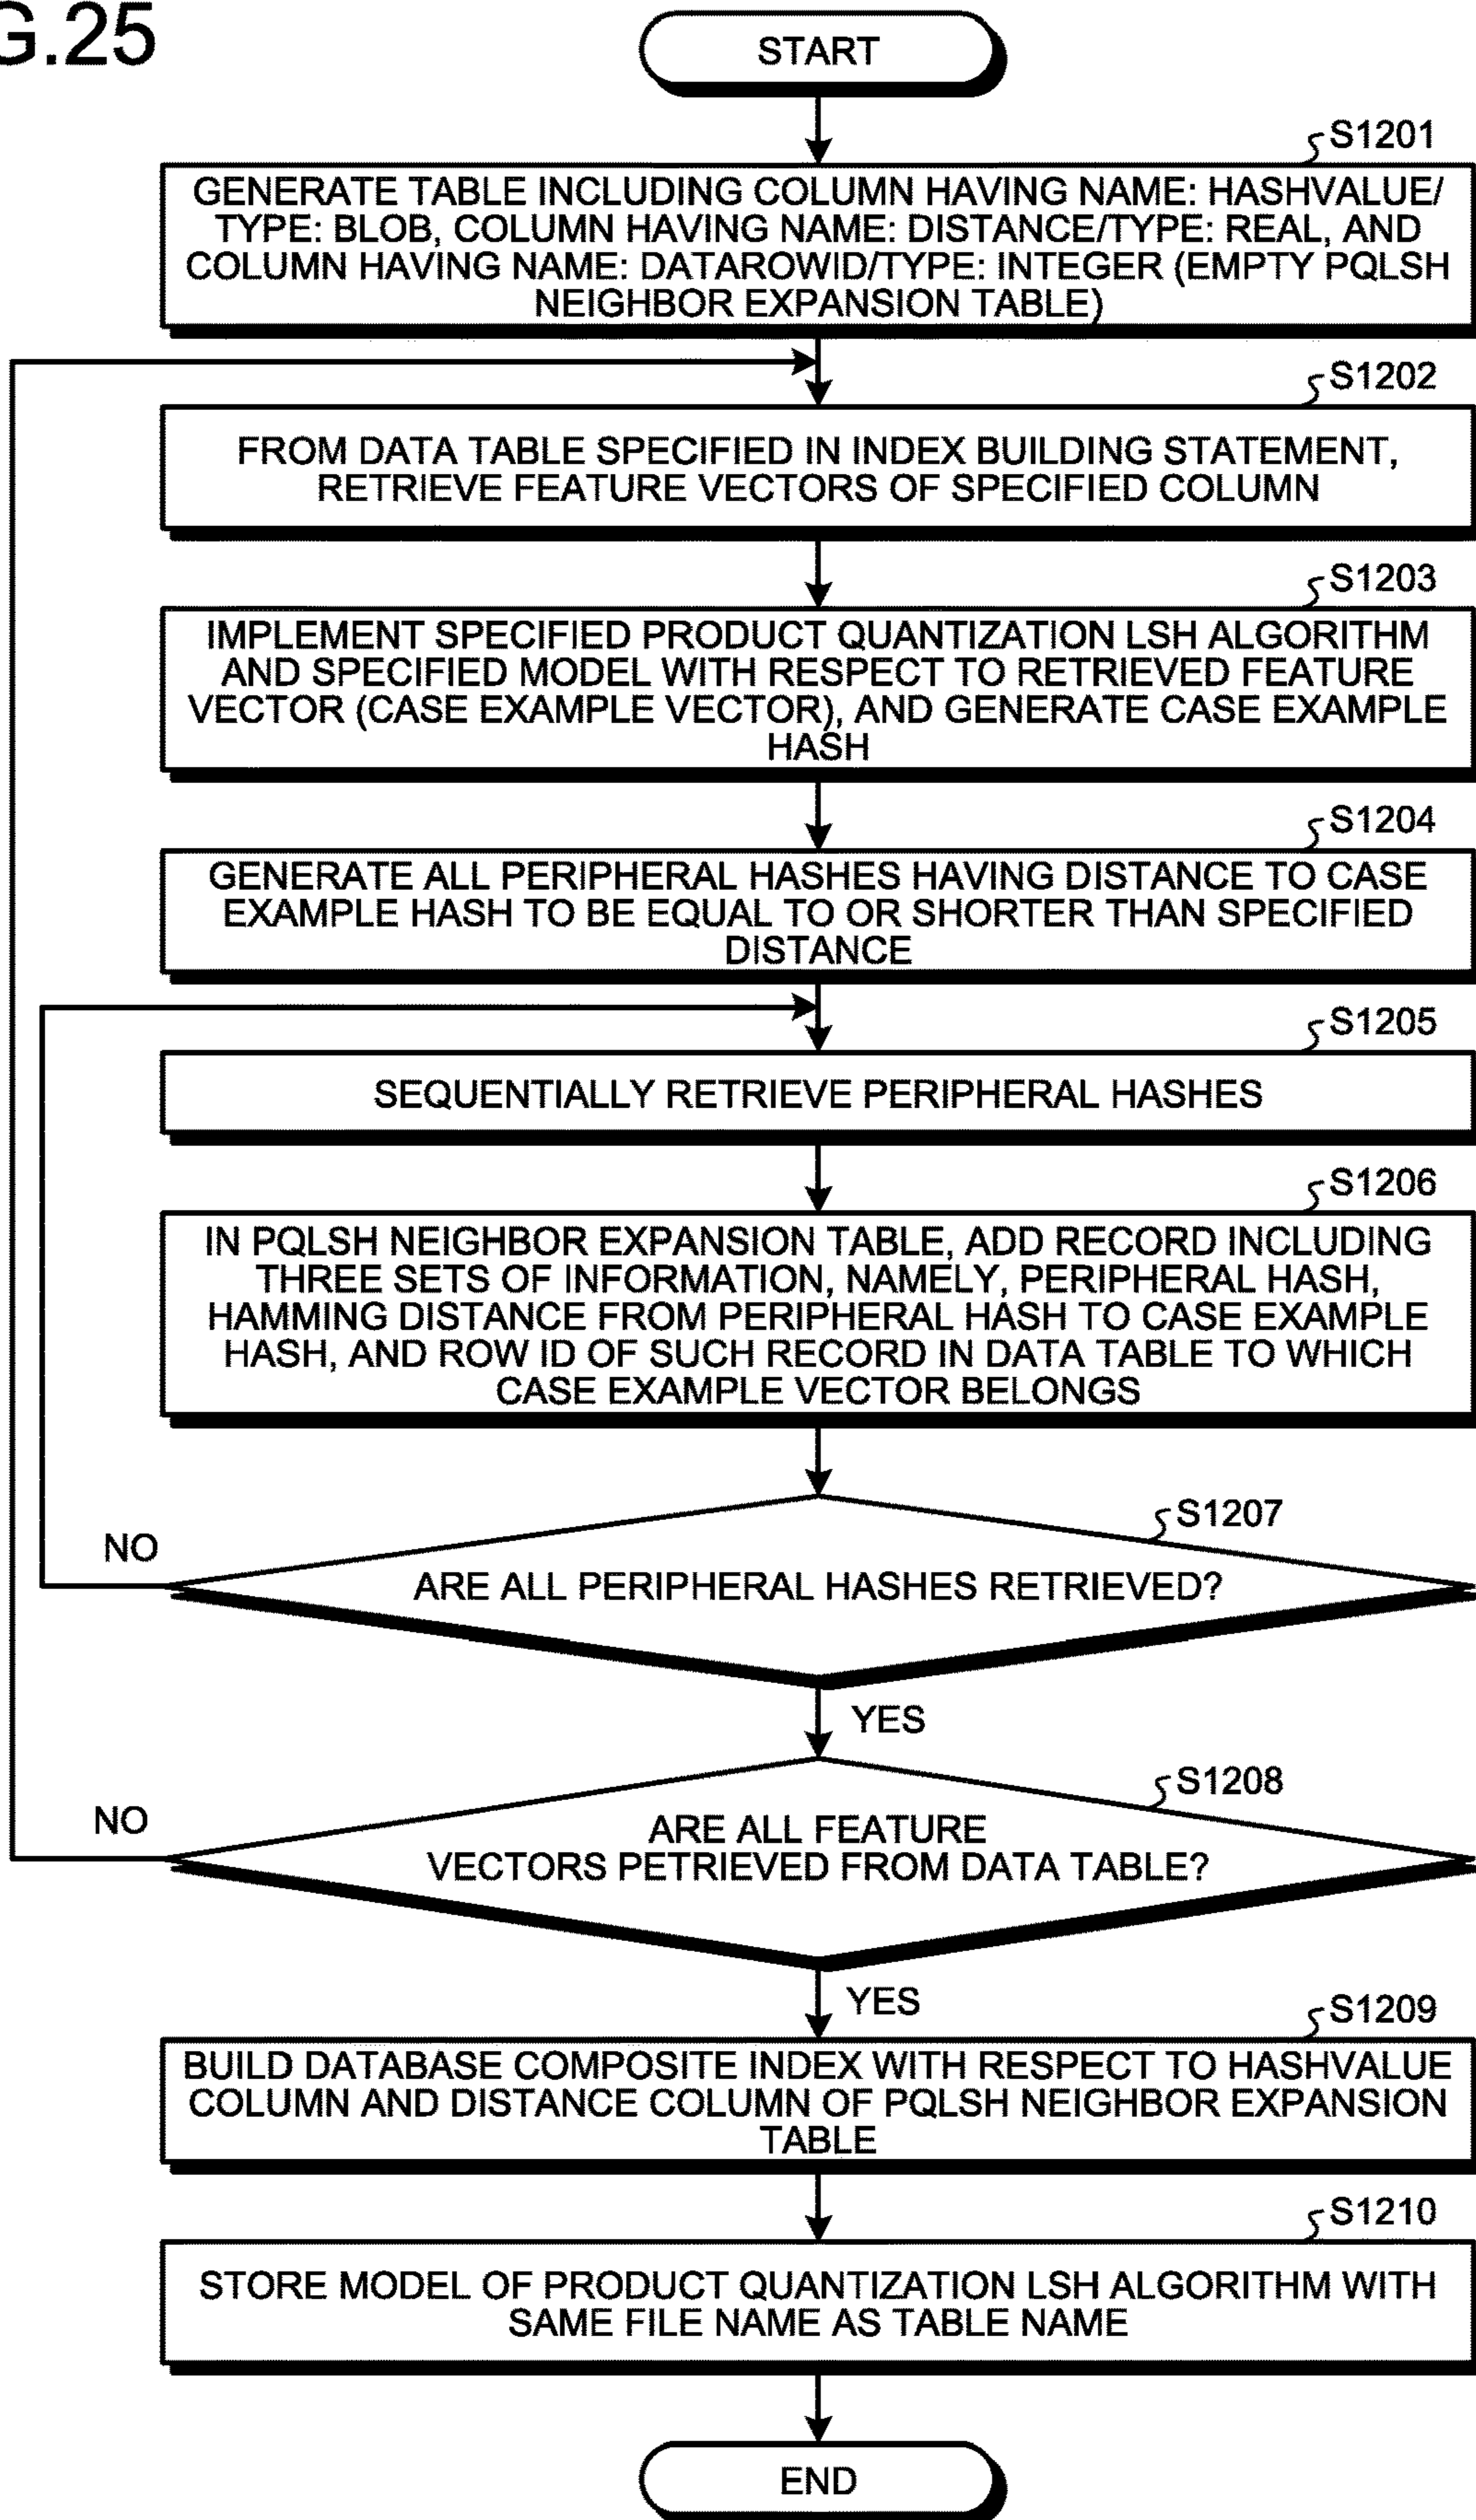 G.25
START
S1201
GENERATE TABLE INCLUDING COLUMN HAVING NAME: HASHVALUE/
TYPE: BLOB, COLUMN HAVING NAME: DISTANCE/TYPE: REAL, AND
COLUMN HAVING NAME: DATAROWID/TYPE: INTEGER (EMPTY PQLSH
NEIGHBOR EXPANSION TABLE)
S1202
FROM DATA TABLE SPECIFIED IN INDEX BUILDING STATEMENT,
RETRIEVE FEATURE VECTORS OF SPECIFIED COLUMN
S1203
IMPLEMENT SPECIFIED PRODUCT QUANTIZATION LSH ALGORITHM
AND SPECIFIED MODEL WITH RESPECT TO RETRIEVED FEATURE
VECTOR (CASE EXAMPLE VECTOR), AND GENERATE CASE EXAMPLE
HASH
S1204
GENERATE ALL PERIPHERAL HASHES HAVING DISTANCE TO CASE
EXAMPLE HASH TO BE EQUAL TO OR SHORTER THAN SPECIFIED
DISTANCE
S1205
SEQUENTIALLY RETRIEVE PERIPHERAL HASHES
S1206
IN PQLSH NEIGHBOR EXPANSION TABLE, ADD RECORD INCLUDING
THREE SETS OF INFORMATION, NAMELY, PERIPHERAL HASH,
HAMMING DISTANCE FROM PERIPHERAL HASH TO CASE EXAMPLE
HASH, AND ROW ID OF SUCH RECORD IN DATA TABLE TO WHICH
CASE EXAMPLE VECTOR BELONGS
S1207
NO
ARE ALL PERIPHERAL HASHES RETRIEVED?
YES
S1208
NO
ARE ALL FEATURE
VECTORS PETRIEVED FROM DATA TABLE?
YES
S1209
BUILD DATABASE COMPOSITE INDEX WITH RESPECT TO HASHVALUE
COLUMN AND DISTANCE COLUMN OF PQLSH NEIGHBOR EXPANSION
TABLE
S1210
STORE MODEL OF PRODUCT QUANTIZATION LSH ALGORITHM WITH
SAME FILE NAME AS TABLE NAME
END